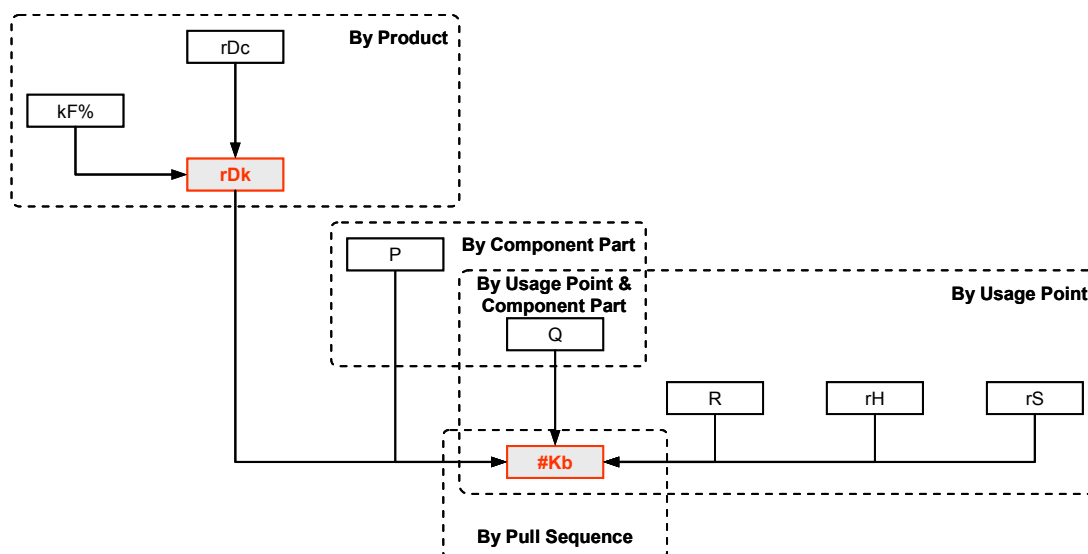 By Product
rDc
kF%
rDk
By Component Part
P
By Usage Point &
Component Part
By Usage Point
Q
R
rH
rS
#Kb
By Pull Sequence